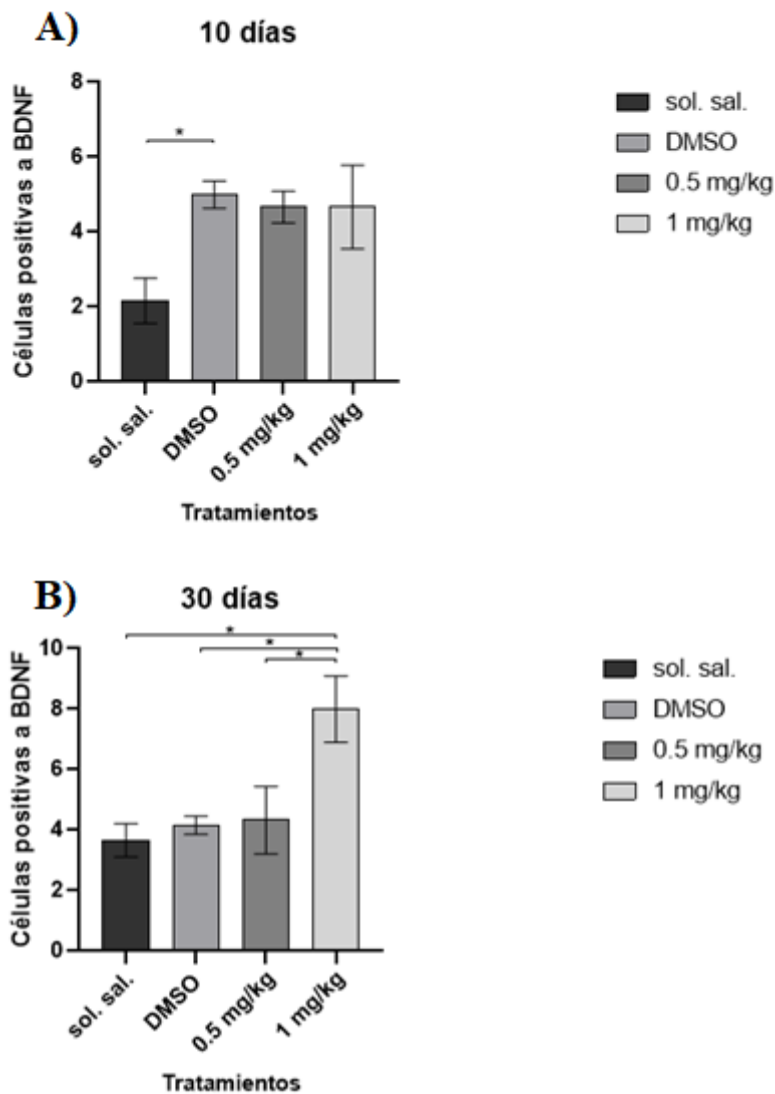 A)
10 días
Células positivas a BDNF
8
6
4
2
0
*
sol. sal.
DMSO
0.5 mg/kg
1 mg/kg
Tratamientos
sol. sal.
DMSO
0.5 mg/kg
1 mg/kg
B)
30 días
Células positivas a BDNF
10
8
6
4
2
0
*
*
*
sol. sal.
DMSO
0.5 mg/kg
1 mg/kg
Tratamientos
sol. sal.
DMSO
0.5 mg/kg
1 mg/kg